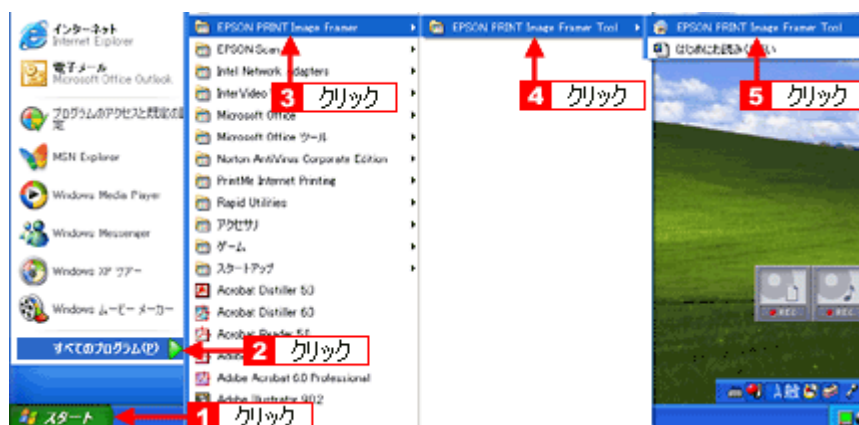 インターネット
Internet Explorer
電子メール
Microsoft Office Outlook
プログラムのアクセスと既定の
定
MSN Explorer
Windows Media Player
Windows Messenger
Windows XP ツアー
Windows ムービー メーカー
すべてのプログラム(P)
スタート
EPSON PRINT Image Framer
EPSON Scan
Intel Network Adapters
InterVideo
Microsoft Office
Microsoft Office ツール
Norton AntiVirus Corporate Edition
PrintMe Internet Printing
Rapid Utilities
アクセサリ
ゲーム
スタートアップ
Acrobat Distiller 5.0
Acrobat Distiller 6.0
Acrobat Reader 5.0
Adobe Acrobat 6.0 Professional
Adobe Illustrator 9.0.2
EPSON PRINT Image Framer Tool
EPSON PRINT Image Framer Tool
はじめにお読みください
1 クリック
2 クリック
3 クリック
4 クリック
5 クリック
REC
REC
A 般